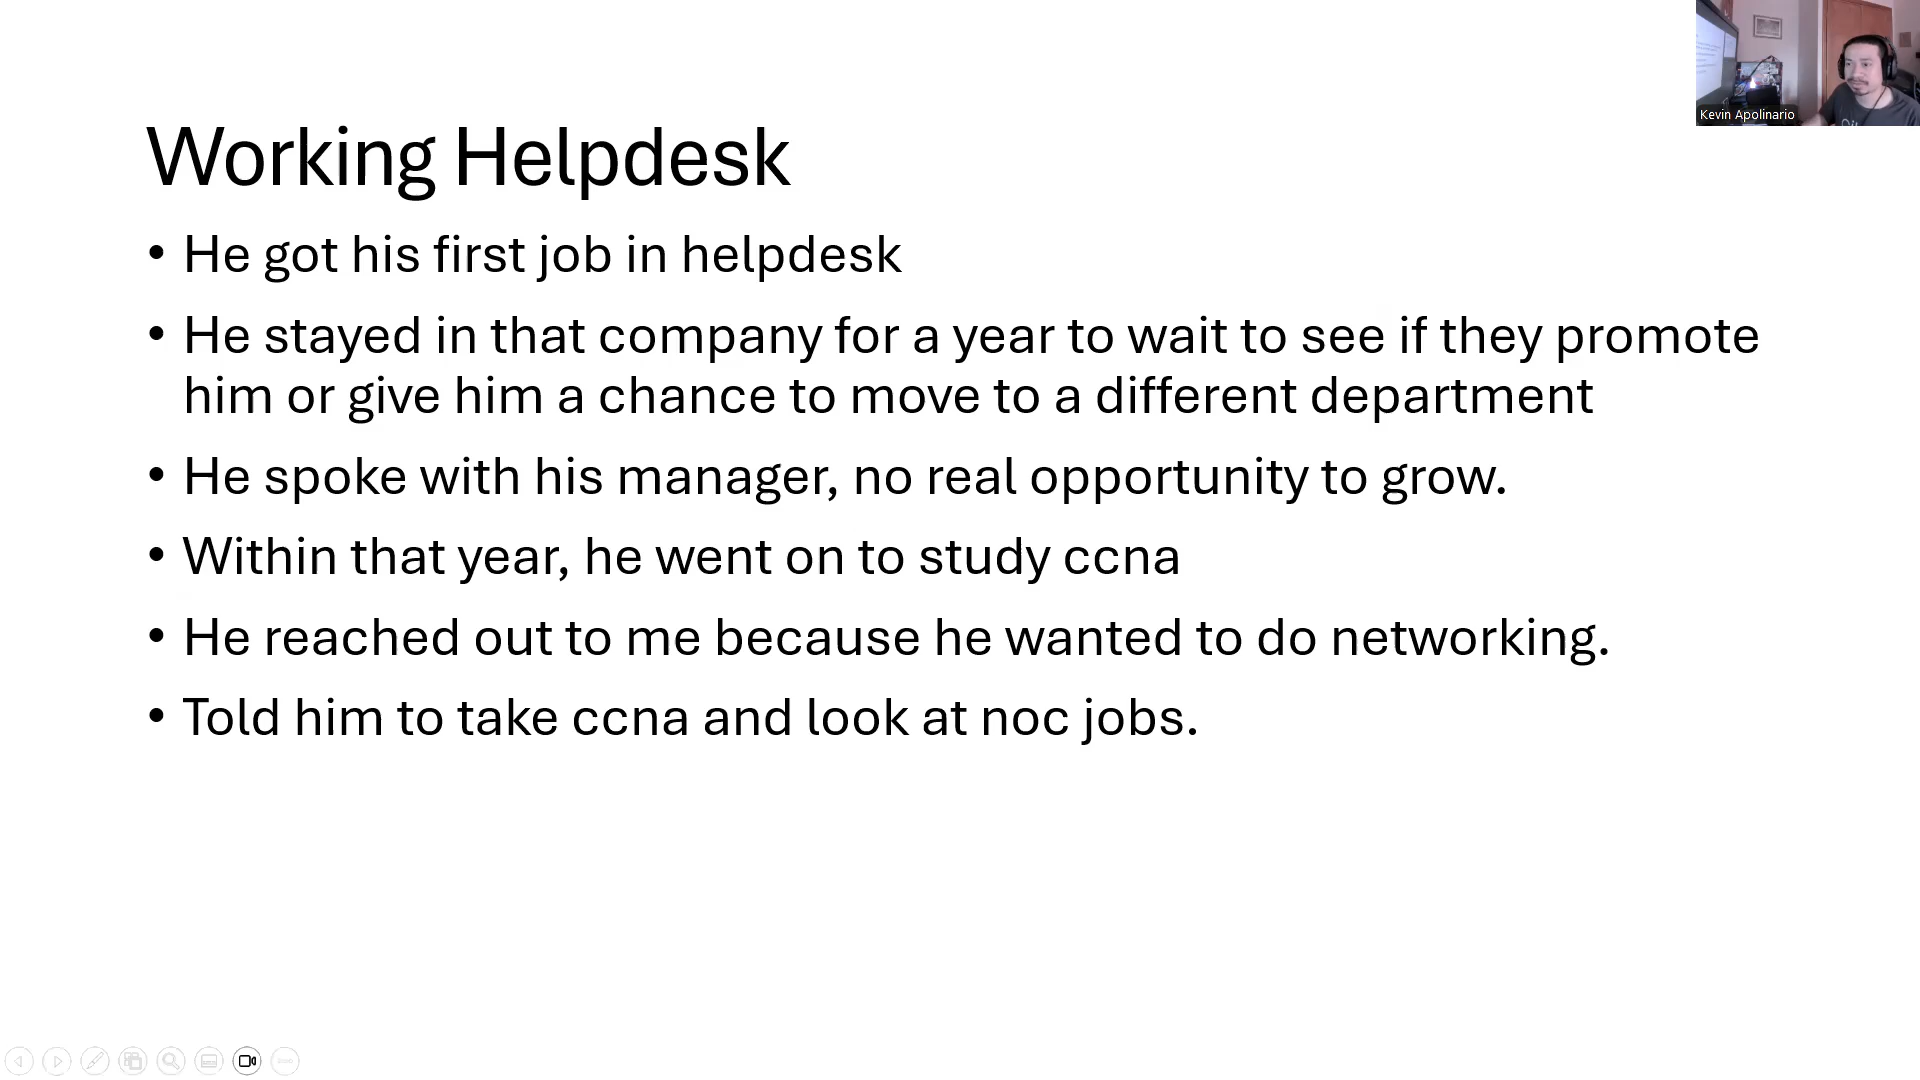 Kevin Apolinario
Working Helpdesk
• He got his first job in helpdesk
• He stayed in that company for a year to wait to see if they promote
him or give him a chance to move to a different department
• He spoke with his manager, no real opportunity to grow.
• Within that year, he went on to study ccna
• He reached out to me because he wanted to do networking.
• Told him to take ccna and look at noc jobs.